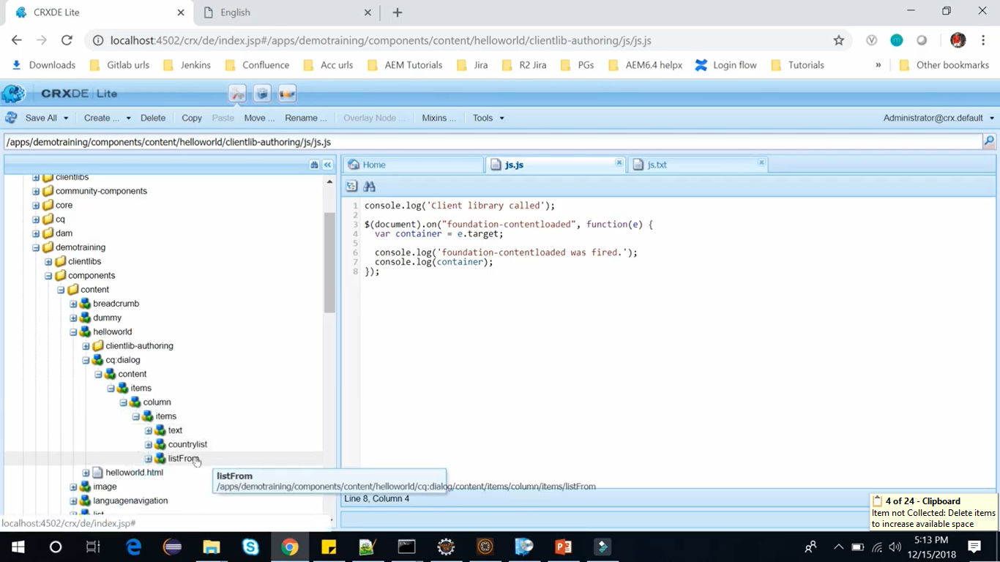 CRXDE Lite
English
localhost:4502/crx/de/index.jsp#/apps/demotraining/components/content/helloworld/clientlib-authoring/js/js.js
Downloads Gitlab urls Jenkins Confluence Acc urls AEM Tutorials Jira R2 Jira PGs AEM6.4 helpx Login flow Tutorials » Other bookmarks
CRXDE | Lite
Save All Create ... Delete Copy Paste Move ... Rename ... Overlay Node ... Mixins ... Tools Administrator@crx.default
/apps/demotraining/components/content/helloworld/clientlib-authoring/js/js.js
Home js.js js.txt
clientlibs
community-components
core
cq
dam
demotraining
clientlibs
components
content
breadcrumb
dummy
helloworld
clientlib-authoring
cq:dialog
content
items
column
items
text
countrylist
listFrom
helloworld.html
image
languagenavigation
list
listFrom
/apps/demotraining/components/content/helloworld/cq:dialog/content/items/column/items/listFrom
localhost:4502/crx/de/index.jsp#
1 console.log('Client library called');
2
3 $(document).on("foundation-contentloaded", function(e) {
4 var container = e.target;
5
6 console.log('foundation-contentloaded was fired.');
7 console.log(container);
8 });
Line 8, Column 4
4 of 24 - Clipboard
Item not Collected: Delete items
to increase available space
5:13 PM
12/15/2018